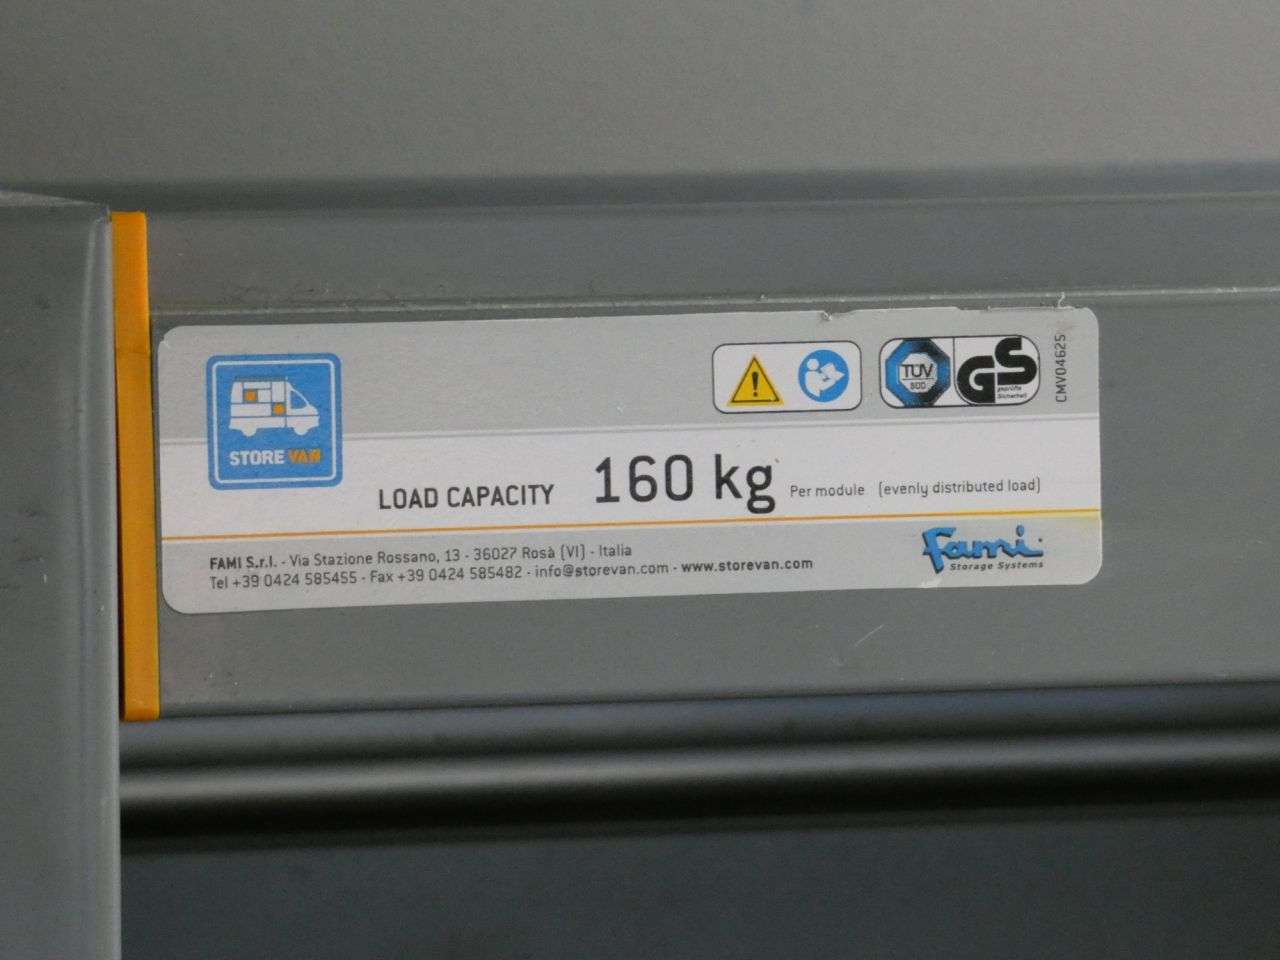 STORE VAN
TÜV
SÜD
GS
geprüfte
Sicherheit
CMV04625
LOAD CAPACITY 160 kg Per module (evenly distributed load)
FAMI S.r.l. - Via Stazione Rossano, 13 - 36027 Rosà (VI) - Italia
Tel +39 0424 585455 - Fax +39 0424 585482 - info@storevan.com - www.storevan.com
Fami
Storage Systems